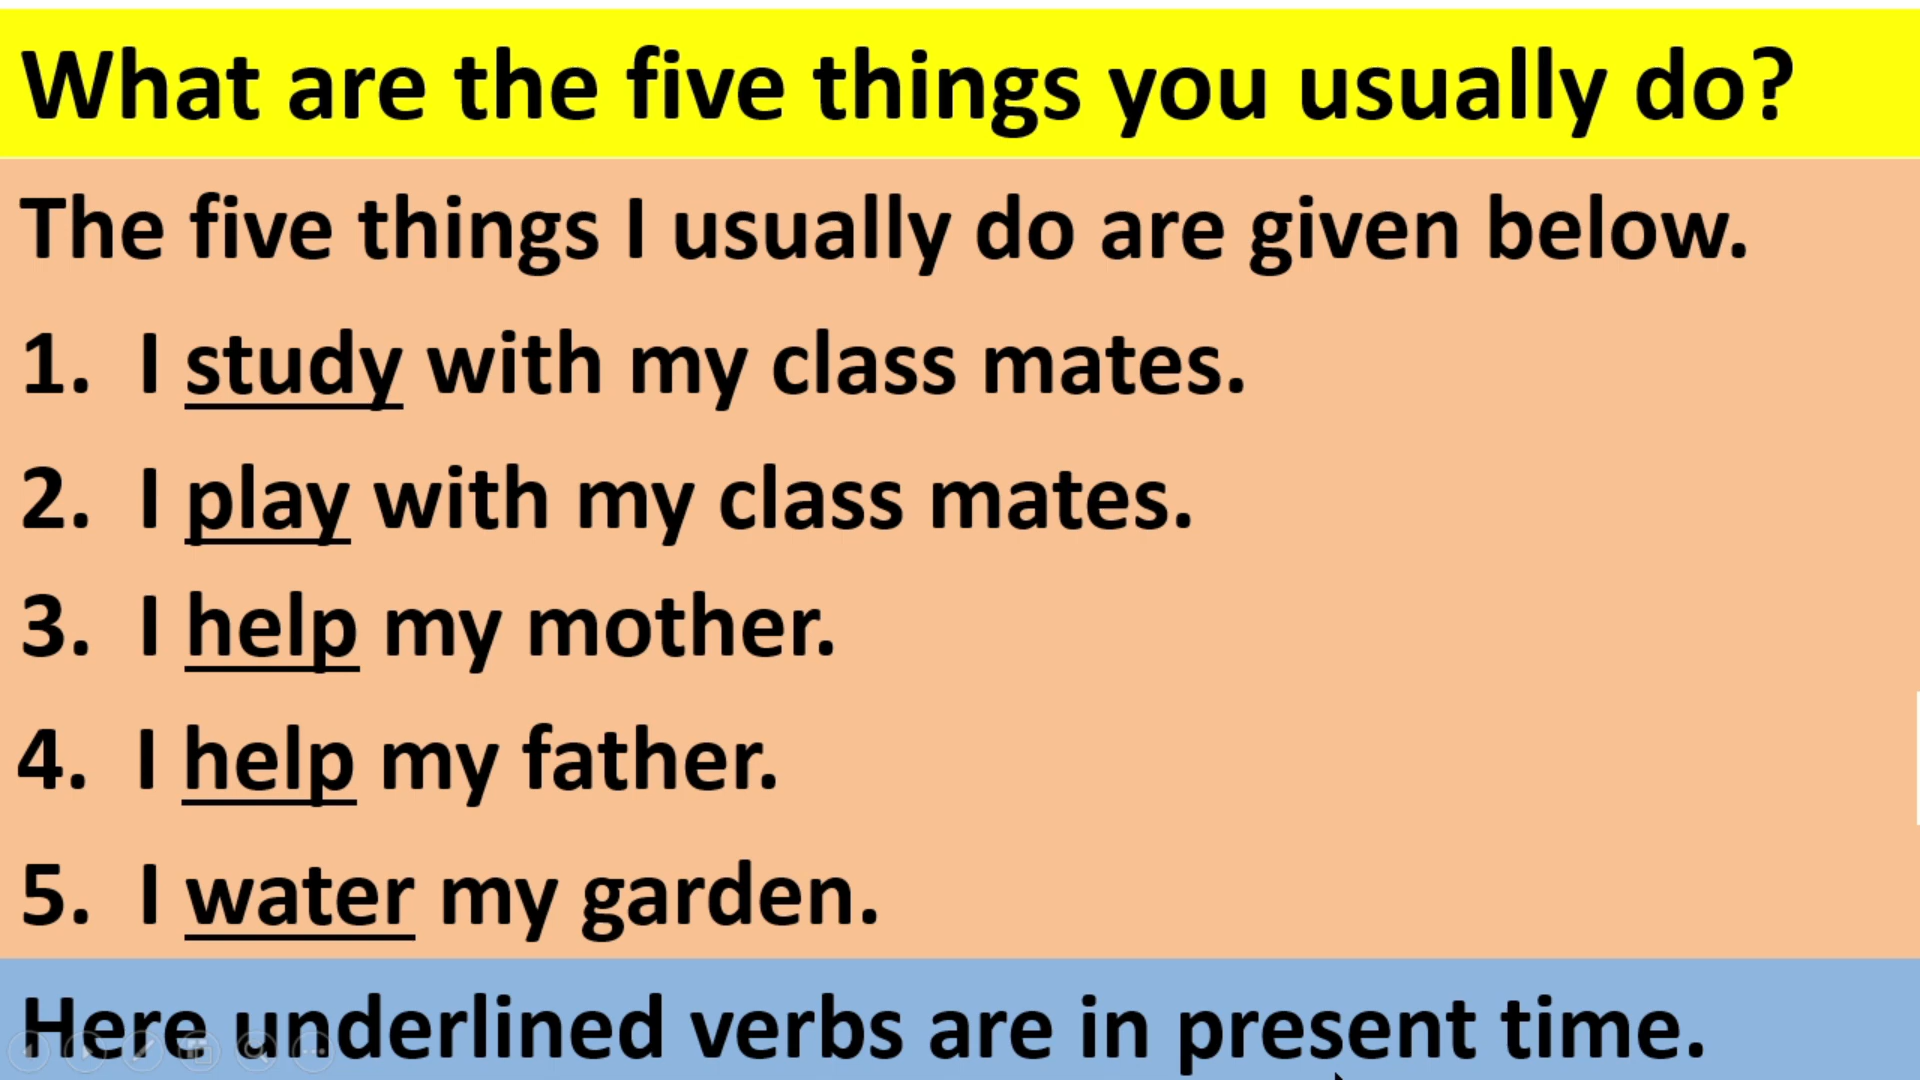 What are the five things you usually do?
The five things I usually do are given below.
1. I study with my class mates.
2. I play with my class mates.
3. I help my mother.
4. I help my father.
5. I water my garden.
Here underlined verbs are in present time.